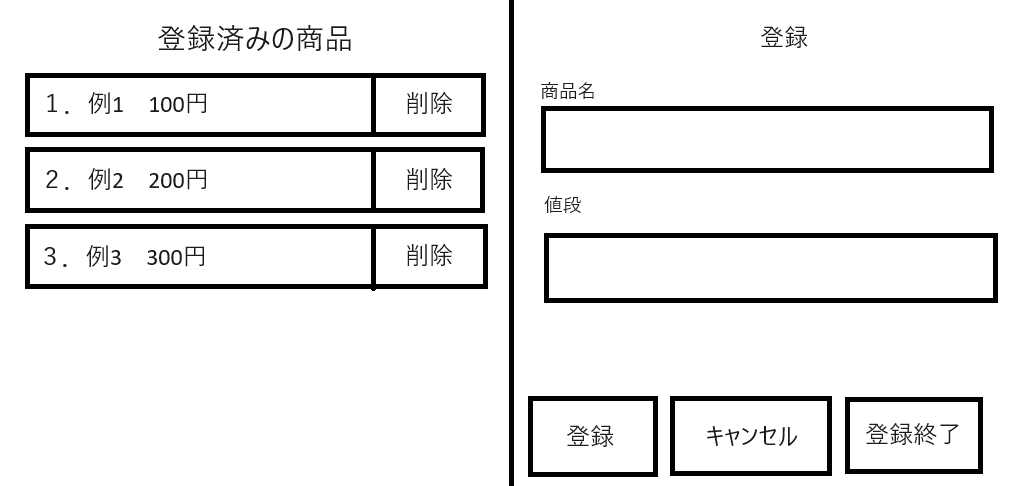 登録済みの商品
１．例1　100円　削除
２．例2　200円　削除
３．例3　300円　削除
登録
商品名
値段
登録　キャンセル　登録終了